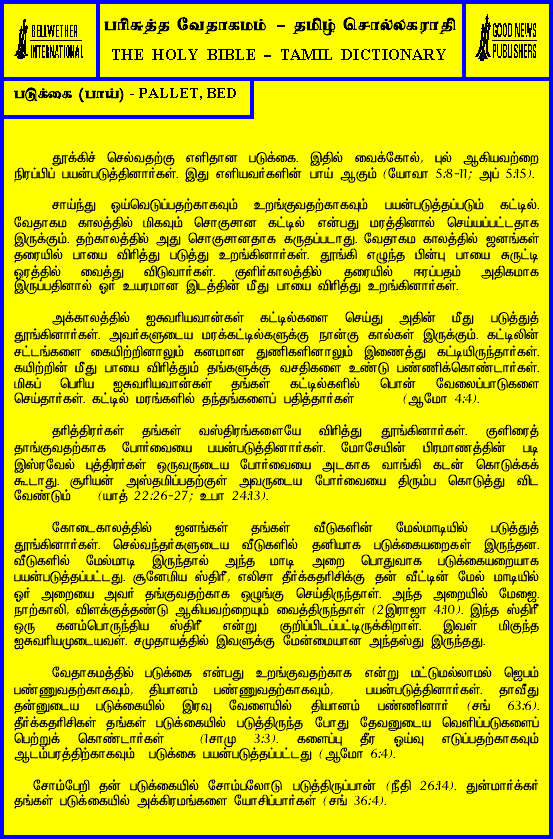 BELLWETHER
INTERNATIONAL
பரிசுத்த வேதாகமம் - தமிழ் சொல்லகராதி
THE HOLY BIBLE - TAMIL DICTIONARY
GOOD NEWS
PUBLISHERS
படுக்கை (பாய்) - PALLET, BED
தூக்கிச் செல்வதற்கு எளிதான படுக்கை. இதில் வைக்கோல், புல் ஆகியவற்றை
நிரப்பிப் பயன்படுத்தினார்கள். இது எளியவர்களின் பாய் ஆகும் (யோவா 5:8-11; அப் 5:15).
சாய்ந்து ஓய்வெடுப்பதற்காகவும் உறங்குவதற்காகவும் பயன்படுத்தப்படும் கட்டில்.
வேதாகம காலத்தில் மிகவும் சொகுசான கட்டில் என்பது மரத்தினால் செய்யப்பட்டதாக
இருக்கும். தற்காலத்தில் அது சொகுசானதாக கருதப்படாது. வேதாகம காலத்தில் ஜனங்கள்
தரையில் பாயை விரித்து படுத்து உறங்கினார்கள். தூங்கி எழுந்த பின்பு பாயை சுருட்டி
ஓரத்தில் வைத்து விடுவார்கள். குளிர்காலத்தில் தரையில் ஈரப்பதம் அதிகமாக
இருப்பதினால் ஓர் உயரமான இடத்தின் மீது பாயை விரித்து உறங்கினார்கள்.
அக்காலத்தில் ஐசுவரியவான்கள் கட்டில்களை செய்து அதின் மீது படுத்துத்
தூங்கினார்கள். அவர்களுடைய மரக்கட்டில்களுக்கு நான்கு கால்கள் இருக்கும். கட்டிலின்
சட்டங்களை கையிற்றினாலும் கனமான துணிகளினாலும் இணைத்து கட்டியிருந்தார்கள்.
கயிற்றின் மீது பாயை விரித்தும் தங்களுக்கு வசதிகளை உண்டு பண்ணிக்கொண்டார்கள்.
மிகப் பெரிய ஐசுவரியவான்கள் தங்கள் கட்டில்களில் பொன் வேலைப்பாடுகளை
செய்தார்கள். கட்டில் மரங்களில் தந்தங்களைப் பதித்தார்கள் (ஆமோ 4:4).
தரித்திரர்கள் தங்கள் வஸ்திரங்களையே விரித்து தூங்கினார்கள். குளிரைத்
தாங்குவதற்காக போர்வையை பயன்படுத்தினார்கள். மோசேயின் பிரமாணத்தின் படி
இஸ்ரவேல் புத்திரர்கள் ஒருவருடைய போர்வையை அடகாக வாங்கி கடன் கொடுக்கக்
கூடாது. சூரியன் அஸ்தமிப்பதற்குள் அவருடைய போர்வையை திரும்ப கொடுத்து விட
வேண்டும் (யாத் 22:26-27; உபா 24:13).
கோடைகாலத்தில் ஜனங்கள் தங்கள் வீடுகளின் மேல்மாடியில் படுத்துத்
தூங்கினார்கள். செல்வந்தர்களுடைய வீடுகளில் தனியாக படுக்கையறைகள் இருந்தன.
வீடுகளில் மேல்மாடி இருந்தால் அந்த மாடி அறை பொதுவாக படுக்கையறையாக
பயன்படுத்தப்பட்டது. சூனேமிய ஸ்திரீ, எலிசா தீர்க்கதரிசிக்கு தன் வீட்டின் மேல் மாடியில்
ஓர் அறையை அவர் தங்குவதற்காக ஒழுங்கு செய்திருந்தாள். அந்த அறையில் மேஜை,
நாற்காலி, விளக்குத்தண்டு ஆகியவற்றையும் வைத்திருந்தாள் (2இராஜா 4:10). இந்த ஸ்திரீ
ஒரு கனம்பொருந்திய ஸ்திரீ என்று குறிப்பிடப்பட்டிருக்கிறாள். இவள் மிகுந்த
ஐசுவரியமுடையவள். சமுதாயத்தில் இவளுக்கு மேன்மையான அந்தஸ்து இருந்தது.
வேதாகமத்தில் படுக்கை என்பது உறங்குவதற்காக என்று மட்டுமல்லாமல் ஜெபம்
பண்ணுவதற்காகவும், தியானம் பண்ணுவதற்காகவும், பயன்படுத்தினார்கள். தாவீது
தன்னுடைய படுக்கையில் இரவு வேளையில் தியானம் பண்ணினார் (சங் 63:6).
தீர்க்கதரிசிகள் தங்கள் படுக்கையில் படுத்திருந்த போது தேவனுடைய வெளிப்படுகளைப்
பெற்றுக் கொண்டார்கள் (1சாமு 3:3). களைப்பு தீர ஓய்வு எடுப்பதற்காகவும்
ஆடம்பரத்திற்காகவும் படுக்கை பயன்படுத்தப்பட்டது (ஆமோ 6:4).
சோம்பேறி தன் படுக்கையில் சோம்பலோடு படுத்திருப்பான் (நீதி 26:14). துன்மார்க்கர்
தங்கள் படுக்கையில் அக்கிரமங்களை யோசிப்பார்கள் (சங் 36:4).